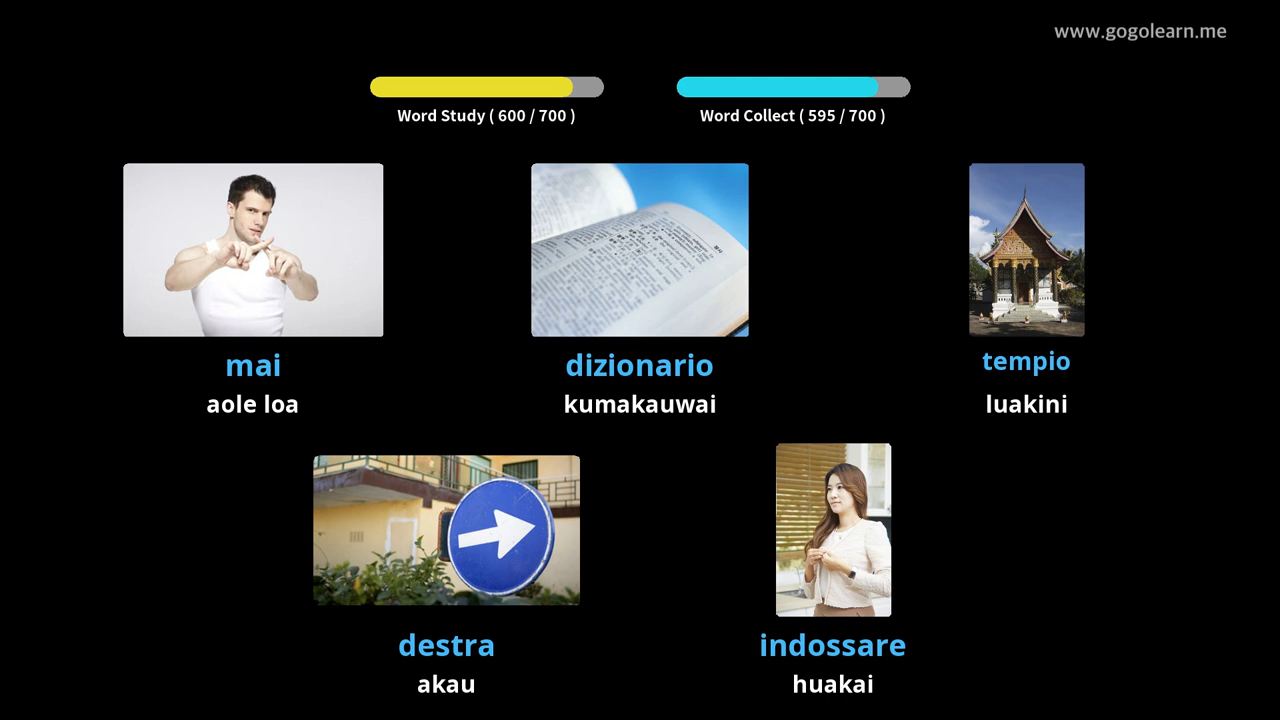 www.gogolearn.me
Word Study ( 600 / 700 )
Word Collect ( 595 / 700 )
mai
aole loa
dizionario
kumakauwai
tempio
luakini
destra
akau
indossare
huakai